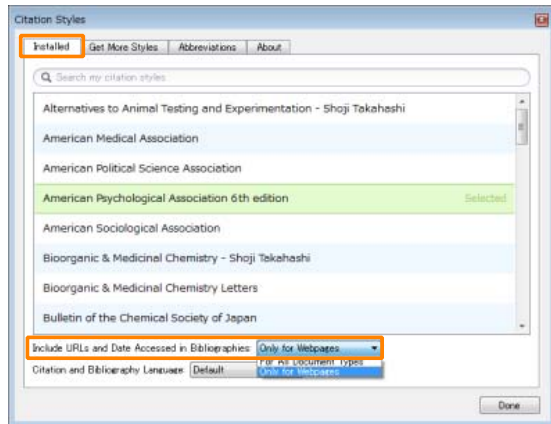 Citation Styles
Installed Get More Styles Abbreviations About
Search my citation styles
Alternatives to Animal Testing and Experimentation - Shoji Takahashi
American Medical Association
American Political Science Association
American Psychological Association 6th edition Selected
American Sociological Association
Bioorganic & Medicinal Chemistry - Shoji Takahashi
Bioorganic & Medicinal Chemistry Letters
Bulletin of the Chemical Society of Japan
Include URLs and Date Accessed in Bibliographies: Only for Webpages
For All Document Types
Citation and Bibliography Language: Default Only for Webpages
Done